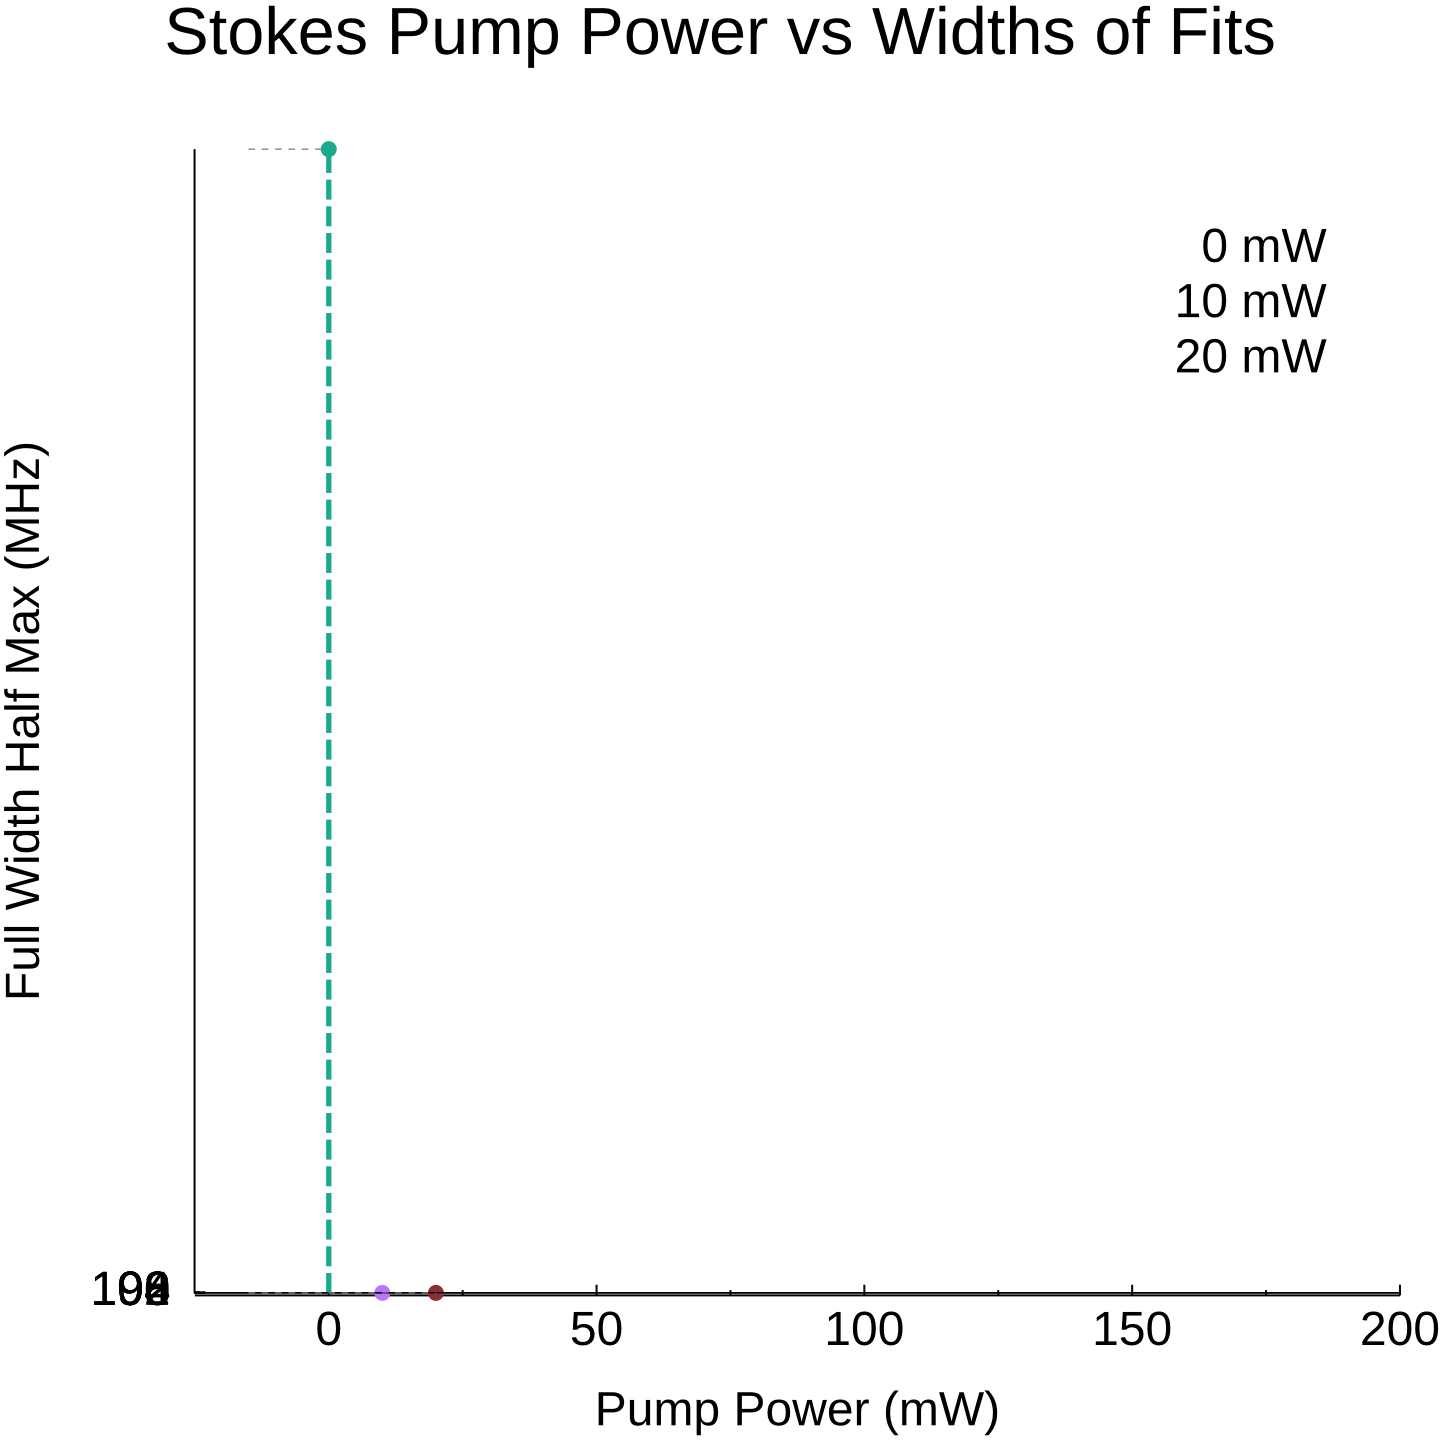 Stokes Pump Power vs Widths of Fits
0 mW
10 mW
20 mW
Full Width Half Max (MHz)
0 50 100 150 200
Pump Power (mW)